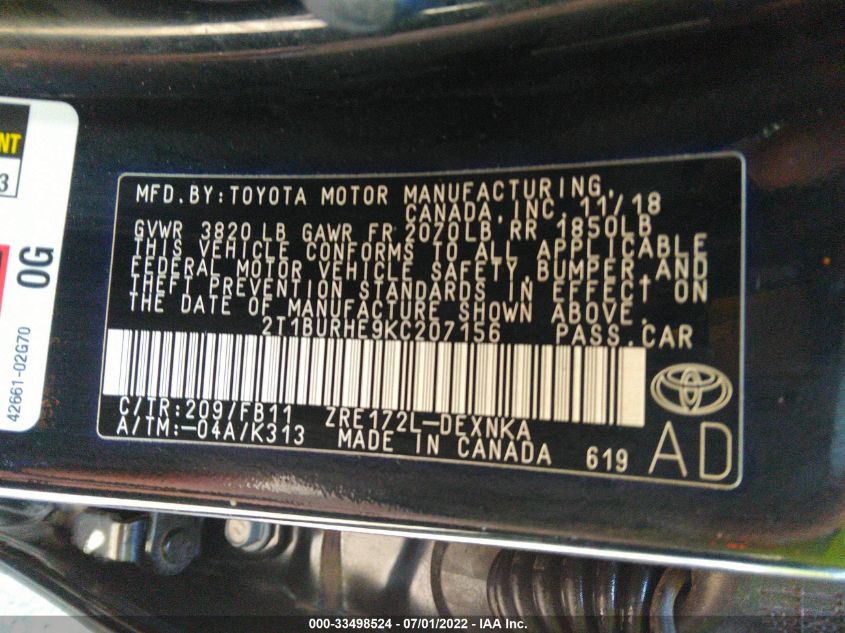 NT
3
OG
42661-02G70
MFD.BY:TOYOTA MOTOR MANUFACTURING,
CANADA,INC. 11/18
GVWR 3820 LB GAWR FR 2070LB,RR 1850LB
THIS VEHICLE CONFORMS TO ALL APPLICABLE
FEDERAL MOTOR VEHICLE SAFETY,BUMPER,AND
THEFT PREVENTION STANDARDS IN EFFECT ON
THE DATE OF MANUFACTURE SHOWN ABOVE.
2T1BURHE9KC207156 PASS.CAR
C/TR:209/FB11 ZRE172L-DEXNKA
A/TM:-04A/K313 MADE IN CANADA 619
AD
000-33498524 - 07/01/2022 - IAA Inc.